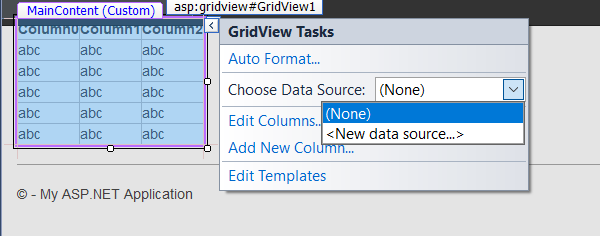 MainContent (Custom)
asp:gridview#GridView1
Column0 Column1 Column2
abc abc abc
abc abc abc
abc abc abc
abc abc abc
abc abc abc
GridView Tasks
Auto Format...
Choose Data Source: (None)
(None)
<New data source...>
Edit Columns...
Add New Column...
Edit Templates
© - My ASP.NET Application